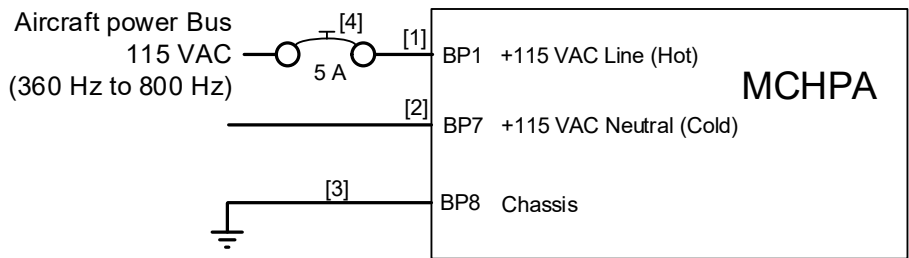 Aircraft power Bus
115 VAC
(360 Hz to 800 Hz)
[4]
5 A
[1]
BP1 +115 VAC Line (Hot)
MCHPA
[2]
BP7 +115 VAC Neutral (Cold)
[3]
BP8 Chassis